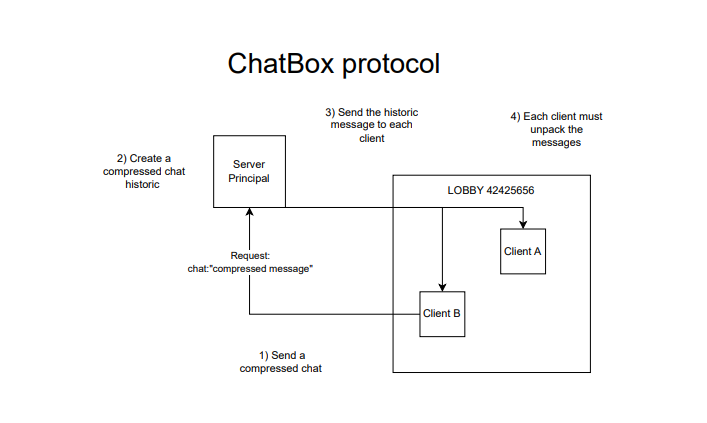 ChatBox protocol
3) Send the historic
message to each
client
4) Each client must
unpack the
messages
2) Create a
compressed chat
historic
Server
Principal
LOBBY 42425656
Client A
Request:
chat:"compressed message"
Client B
1) Send a
compressed chat